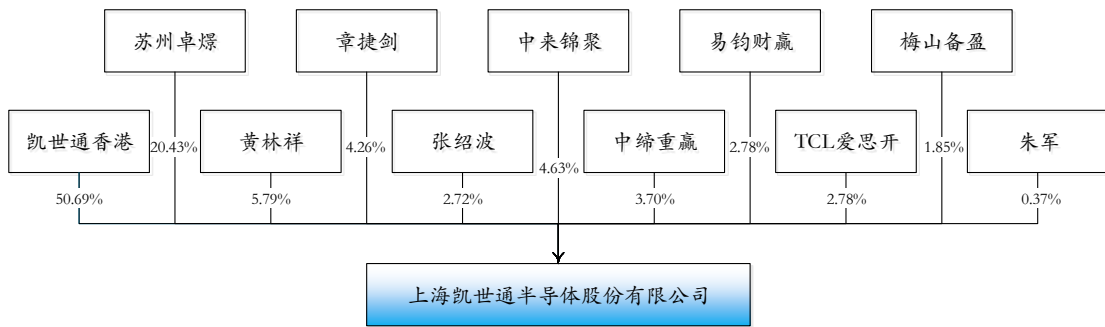 苏州卓燝
章捷剑
中来锦聚
易钧财赢
梅山备盈
凯世通香港
20.43%
黄林祥
4.26%
张绍波
4.63%
中缔重赢
2.78%
TCL爱思开
1.85%
朱军
50.69%
5.79%
2.72%
3.70%
2.78%
0.37%
上海凯世通半导体股份有限公司